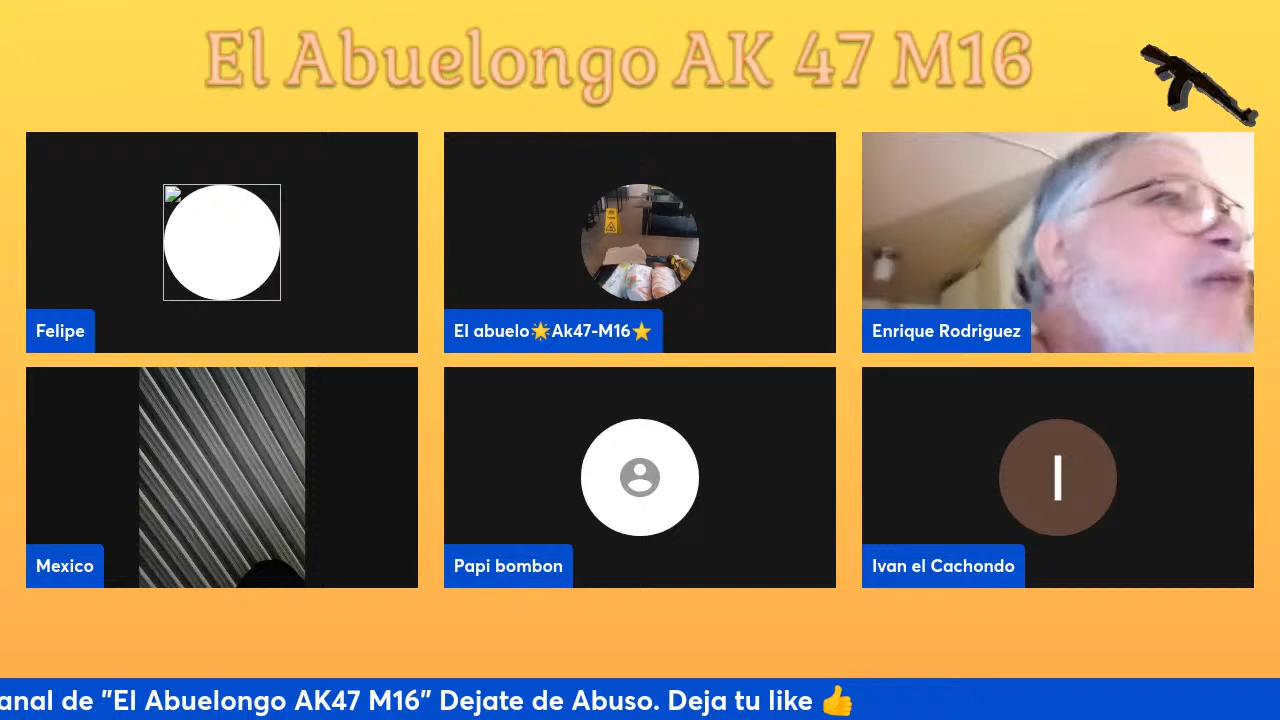 El Abuelongo AK 47 M16
Felipe
El abuelo🌟Ak47-M16⭐
Enrique Rodriguez
Mexico
Papi bombon
I
Ivan el Cachondo
anal de "El Abuelongo AK47 M16" Dejate de Abuso. Deja tu like 👍